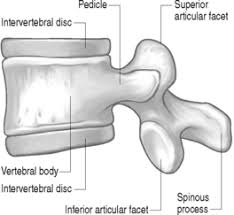 Pedicle
Superior
articular facet
Intervertebral disc
Vertebral body
Intervertebral disc
Inferior articular facet
Spinous
process